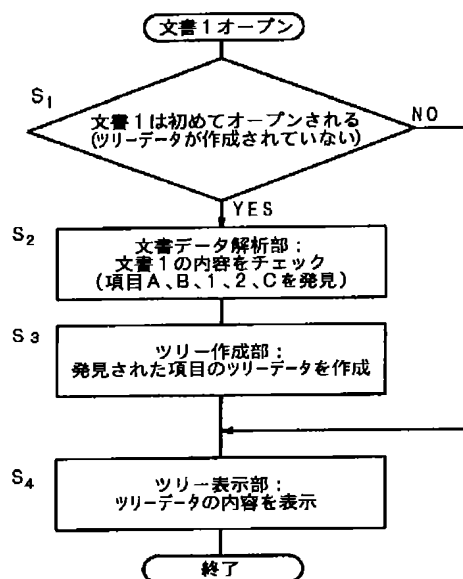 文書1オープン
S1
文書1は初めてオープンされる
(ツリーデータが作成されていない)
NO
YES
S2
文書データ解析部：
文書1の内容をチェック
(項目A、B、1、2、Cを発見)
S3
ツリー作成部：
発見された項目のツリーデータを作成
S4
ツリー表示部：
ツリーデータの内容を表示
終了